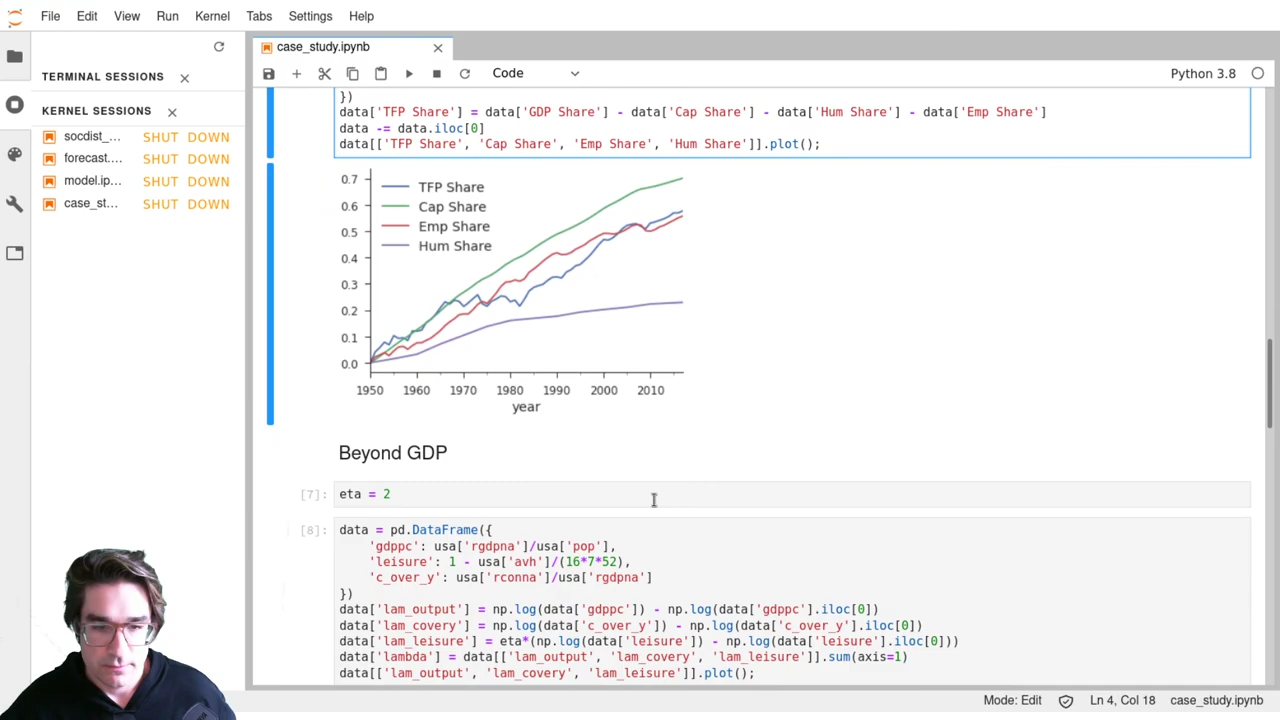 File Edit View Run Kernel Tabs Settings Help
TERMINAL SESSIONS
KERNEL SESSIONS
socdist_... SHUT DOWN
forecast.... SHUT DOWN
model.ip... SHUT DOWN
case_st... SHUT DOWN
case_study.ipynb
Code
Python 3.8
})
data['TFP Share'] = data['GDP Share'] - data['Cap Share'] - data['Hum Share'] - data['Emp Share']
data -= data.iloc[0]
data[['TFP Share', 'Cap Share', 'Emp Share', 'Hum Share']].plot();
TFP Share
Cap Share
Emp Share
Hum Share
0.7
0.6
0.5
0.4
0.3
0.2
0.1
0.0
1950 1960 1970 1980 1990 2000 2010
year
Beyond GDP
[7]: eta = 2
[8]: data = pd.DataFrame({
'gdppc': usa['rgdpna']/usa['pop'],
'leisure': 1 - usa['avh']/(16*7*52),
'c_over_y': usa['rconna']/usa['rgdpna']
})
data['lam_output'] = np.log(data['gdppc']) - np.log(data['gdppc'].iloc[0])
data['lam_covery'] = np.log(data['c_over_y']) - np.log(data['c_over_y'].iloc[0])
data['lam_leisure'] = eta*(np.log(data['leisure']) - np.log(data['leisure'].iloc[0]))
data['lambda'] = data[['lam_output', 'lam_covery', 'lam_leisure']].sum(axis=1)
data[['lam_output', 'lam_covery', 'lam_leisure']].plot();
Mode: Edit Ln 4, Col 18 case_study.ipynb